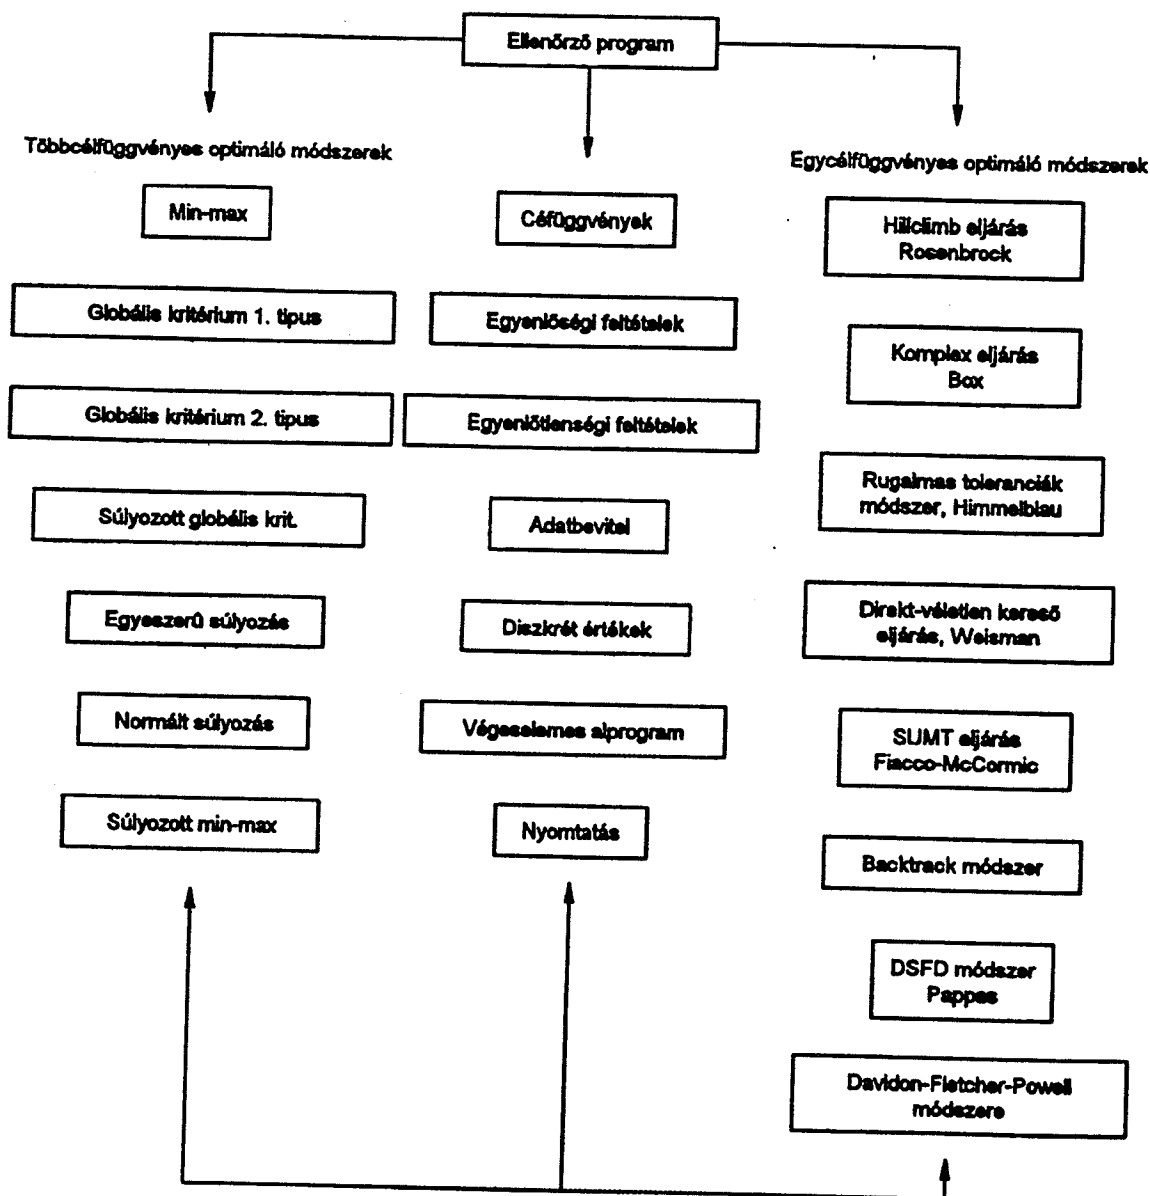 Ellenőrző program
Többcélfüggvényes optimáló módszerek
Min-max
Globális kritérium 1. tipus
Globális kritérium 2. tipus
Súlyozott globális krit.
Egyeszerű súlyozás
Normált súlyozás
Súlyozott min-max
Céfüggvények
Egyenlőségi feltételek
Egyenlőtlenségi feltételek
Adatbevitel
Diszkrét értékek
Végeselemes alprogram
Nyomtatás
Egycélfüggvényes optimáló módszerek
Hillclimb eljárás
Rosenbrock
Komplex eljárás
Box
Rugalmas toleranciák
módszer, Himmelblau
Direkt-véletlen kereső
eljárás, Weisman
SUMT eljárás
Fiacco-McCormic
Backtrack módszer
DSFD módszer
Pappas
Davidon-Fletcher-Powell
módszere